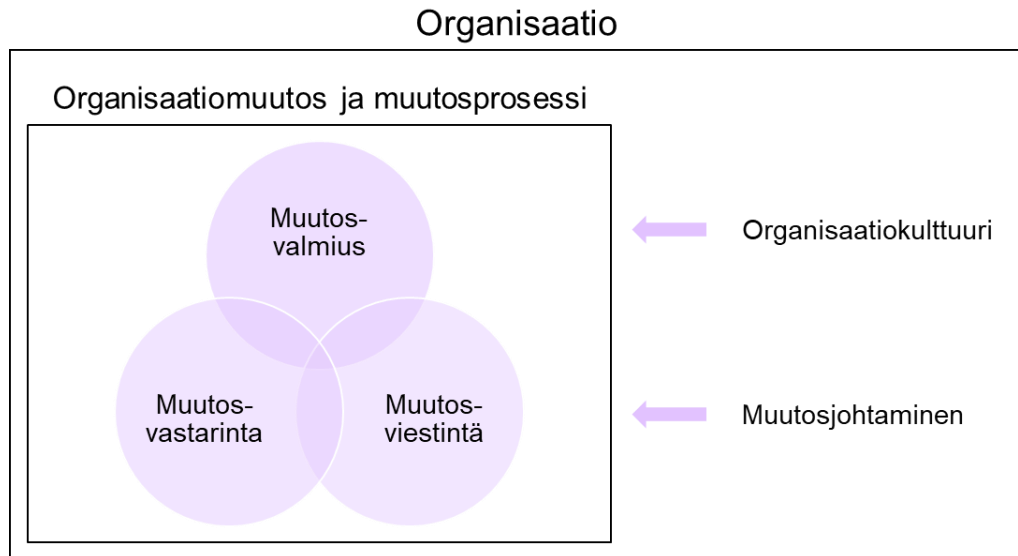 Organisaatio
Organisaatiomuutos ja muutosprosessi
Muutos-
valmius
Organisaatiokulttuuri
Muutos-
vastarinta
Muutos-
viestintä
Muutosjohtaminen